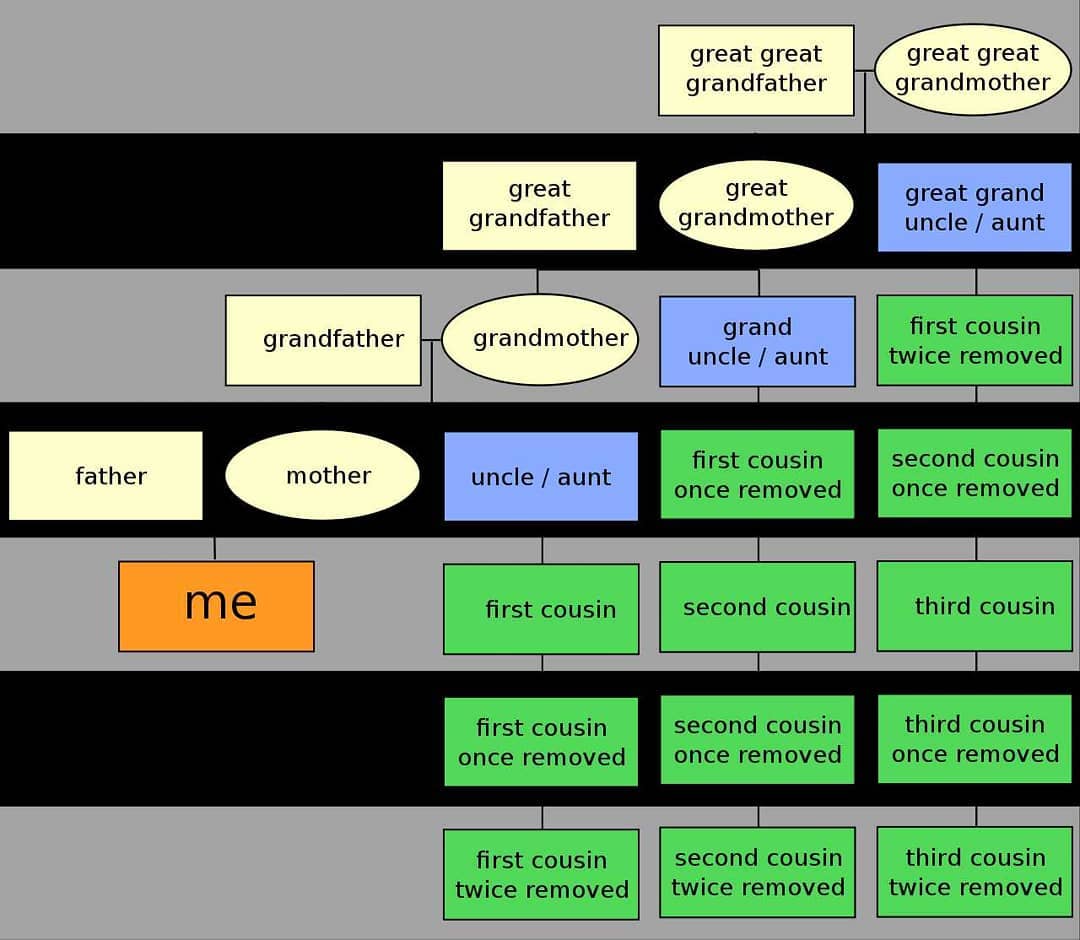 great great
grandfather
great great
grandmother
great
grandfather
great
grandmother
great grand
uncle / aunt
grandfather
grandmother
grand
uncle / aunt
first cousin
twice removed
father
mother
uncle / aunt
first cousin
once removed
second cousin
once removed
me
first cousin
second cousin
third cousin
first cousin
once removed
second cousin
once removed
third cousin
once removed
first cousin
twice removed
second cousin
twice removed
third cousin
twice removed